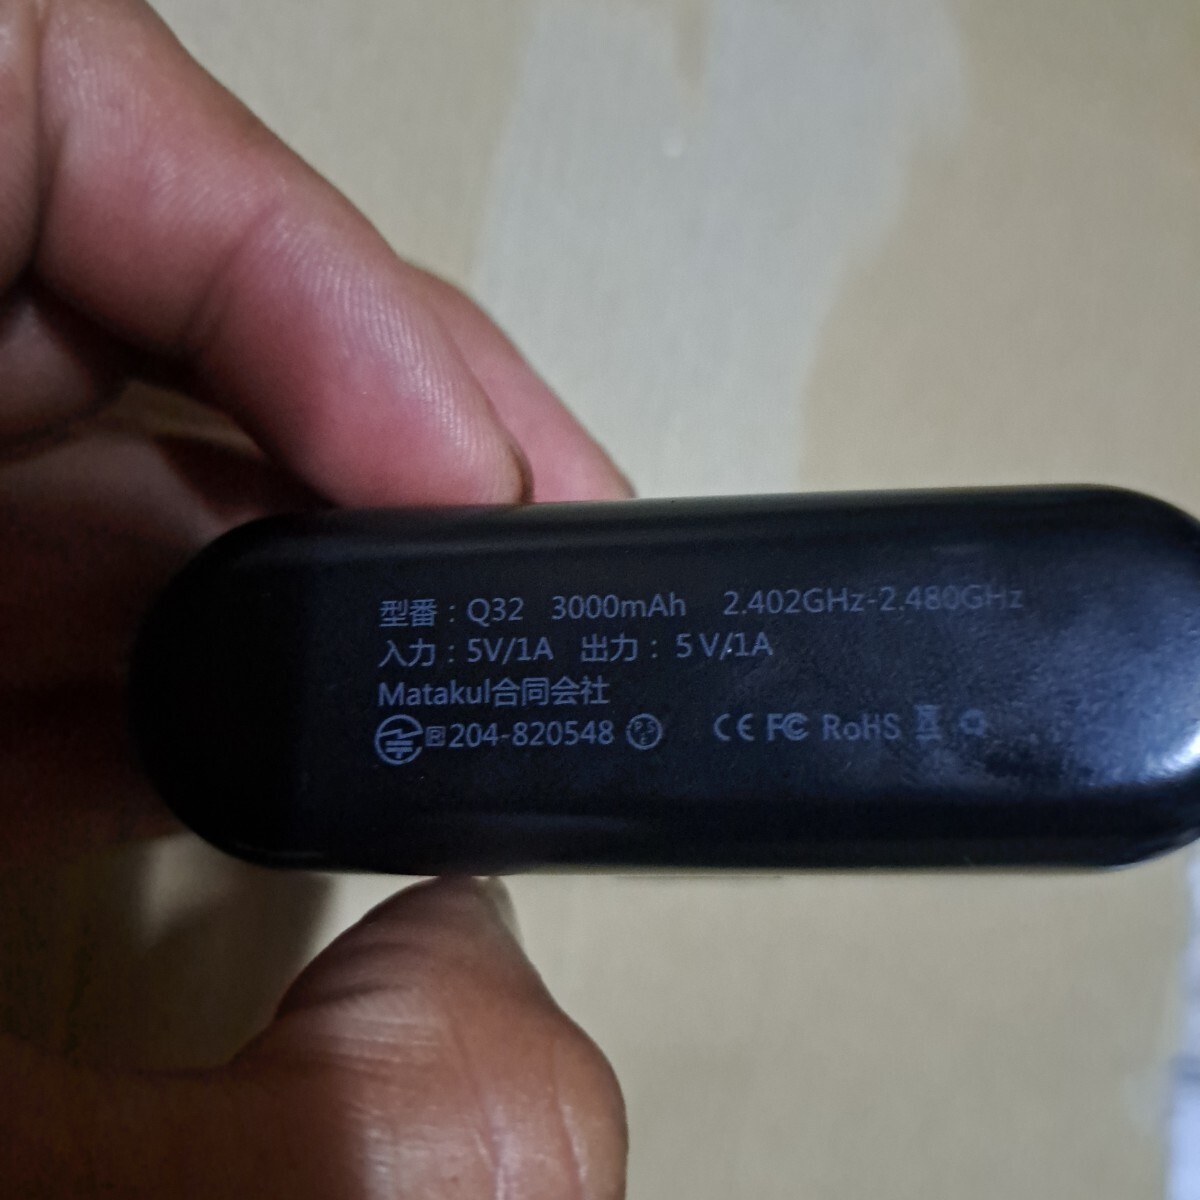 型番：Q32 3000mAh 2.402GHz-2.480GHz
入力：5V/1A 出力：5V/1A
Matakul合同会社
R 204-820548 PSE CE FC RoHS